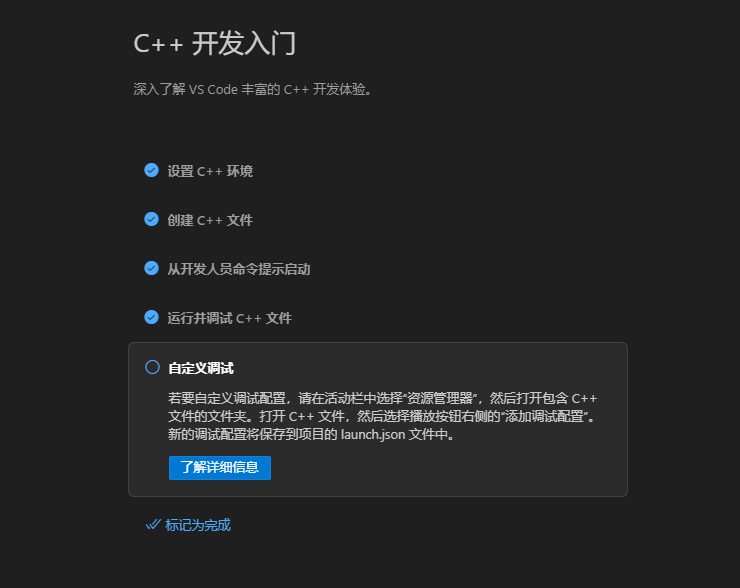 C++ 开发入门
深入了解 VS Code 丰富的 C++ 开发体验。
设置 C++ 环境
创建 C++ 文件
从开发人员命令提示启动
运行并调试 C++ 文件
自定义调试
若要自定义调试配置，请在活动栏中选择“资源管理器”，然后打开包含 C++
文件的文件夹。打开 C++ 文件，然后选择播放按钮右侧的“添加调试配置”。
新的调试配置将保存到项目的 launch.json 文件中。
了解详细信息
标记为完成